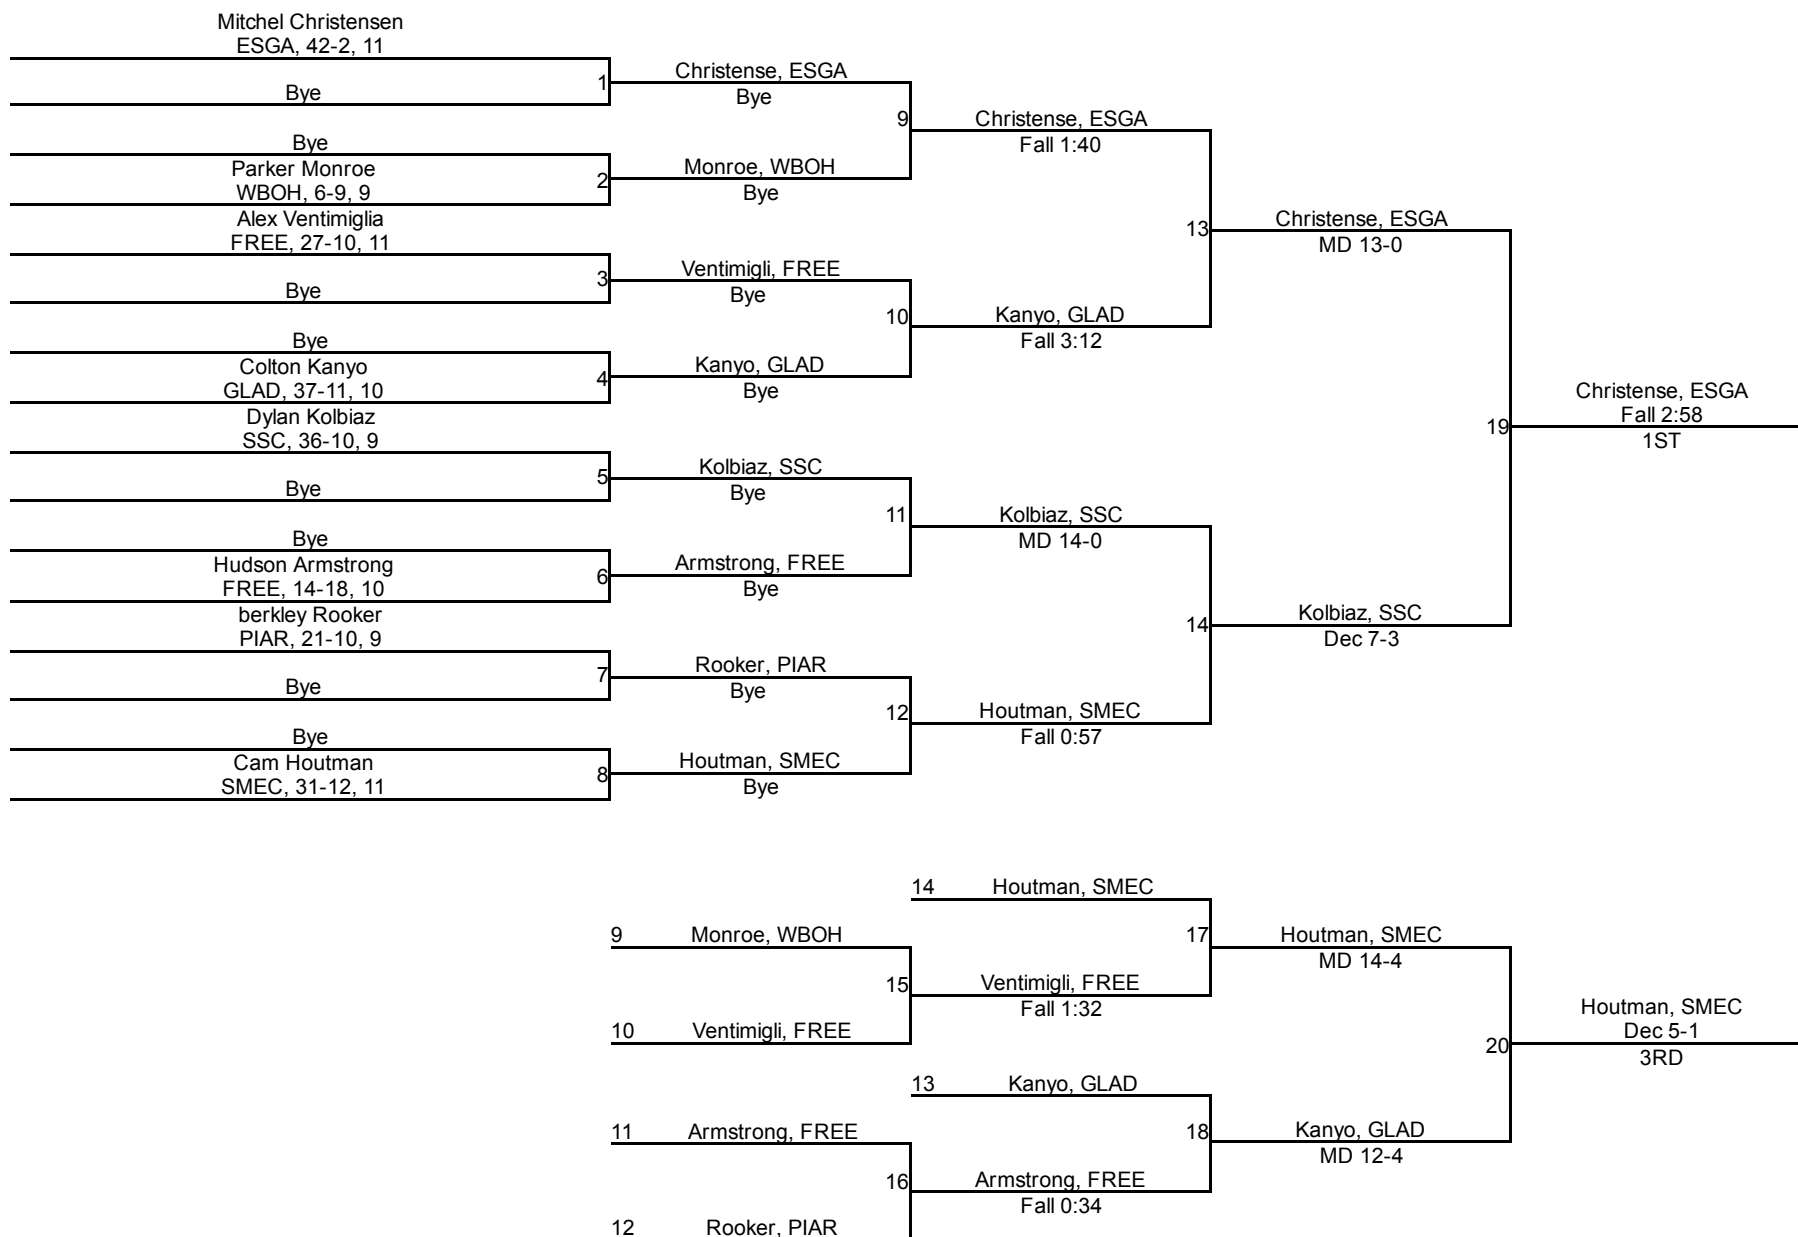 Mitchel Christensen
ESGA, 42-2, 11
1
Bye
Bye
Parker Monroe
WBOH, 6-9, 9
2
Alex Ventimiglia
FREE, 27-10, 11
3
Bye
Bye
Colton Kanyo
GLAD, 37-11, 10
4
Dylan Kolbiaz
SSC, 36-10, 9
5
Bye
Bye
Hudson Armstrong
FREE, 14-18, 10
6
berkley Rooker
PIAR, 21-10, 9
7
Bye
Bye
Cam Houtman
SMEC, 31-12, 11
8
Christense, ESGA
Bye
9
Monroe, WBOH
Bye
Ventimigli, FREE
Bye
10
Kanyo, GLAD
Bye
Kolbiaz, SSC
Bye
11
Armstrong, FREE
Bye
Rooker, PIAR
Bye
12
Houtman, SMEC
Bye
Christense, ESGA
Fall 1:40
13
Kanyo, GLAD
Fall 3:12
Kolbiaz, SSC
MD 14-0
14
Houtman, SMEC
Fall 0:57
Christense, ESGA
MD 13-0
19
Kolbiaz, SSC
Dec 7-3
Christense, ESGA
Fall 2:58
1ST
14 Houtman, SMEC
9 Monroe, WBOH
17
15
Ventimigli, FREE
Fall 1:32
10 Ventimigli, FREE
13 Kanyo, GLAD
11 Armstrong, FREE
18
16
Armstrong, FREE
Fall 0:34
12 Rooker, PIAR
Houtman, SMEC
MD 14-4
20
Kanyo, GLAD
MD 12-4
Houtman, SMEC
Dec 5-1
3RD